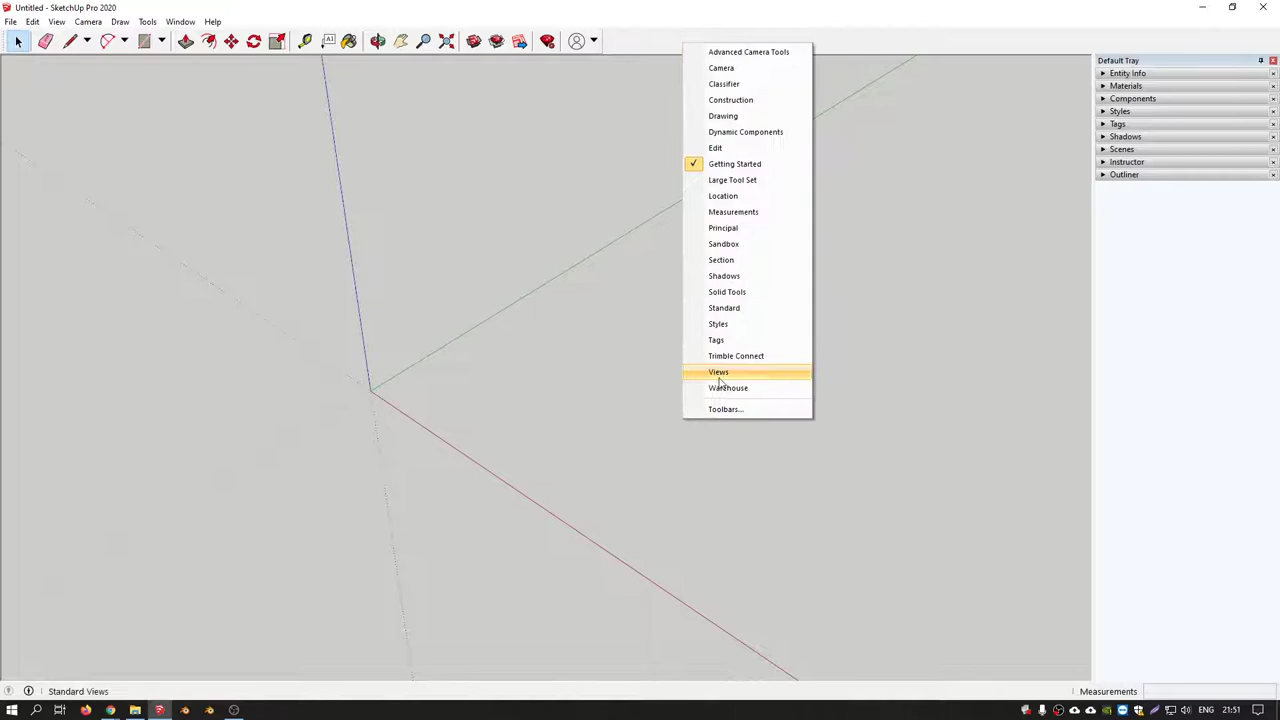 Untitled - SketchUp Pro 2020
File Edit View Camera Draw Tools Window Help
Advanced Camera Tools
Camera
Classifier
Construction
Drawing
Dynamic Components
Edit
Getting Started
Large Tool Set
Location
Measurements
Principal
Sandbox
Section
Shadows
Solid Tools
Standard
Styles
Tags
Trimble Connect
Views
Warehouse
Toolbars...
Default Tray
Entity Info
Materials
Components
Styles
Tags
Shadows
Scenes
Instructor
Outliner
Standard Views
Measurements
ENG 21:51